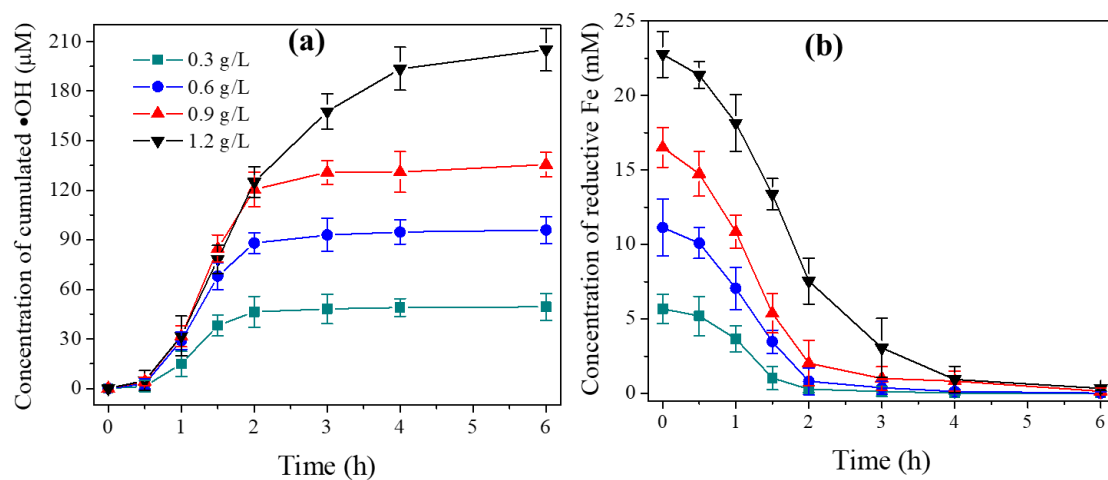 Concentration of cumulated •OH (μM)
210
180
150
120
90
60
30
0
(a)
0.3 g/L
0.6 g/L
0.9 g/L
1.2 g/L
0 1 2 3 4 5 6
Time (h)
Concentration of reductive Fe (mM)
25
20
15
10
5
0
(b)
0 1 2 3 4 5 6
Time (h)